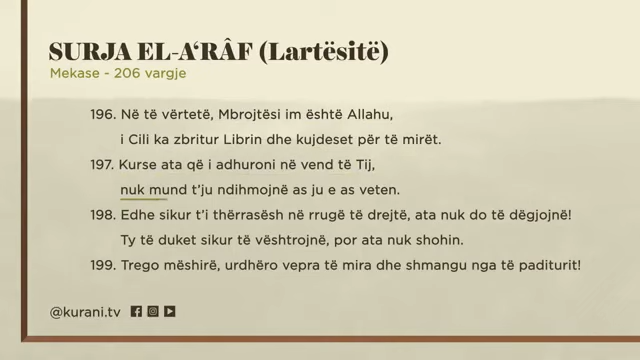 SURJA EL-A‘RÂF (Lartësitë)
Mekase - 206 vargje
196. Në të vërtetë, Mbrojtësi im është Allahu,
i Cili ka zbritur Librin dhe kujdeset për të mirët.
197. Kurse ata që i adhuroni në vend të Tij,
nuk mund t’ju ndihmojnë as ju e as veten.
198. Edhe sikur t’i thërrasësh në rrugë të drejtë, ata nuk do të dëgjojnë!
Ty të duket sikur të vështrojnë, por ata nuk shohin.
199. Trego mëshirë, urdhëro vepra të mira dhe shmangu nga të paditurit!
@kurani.tv